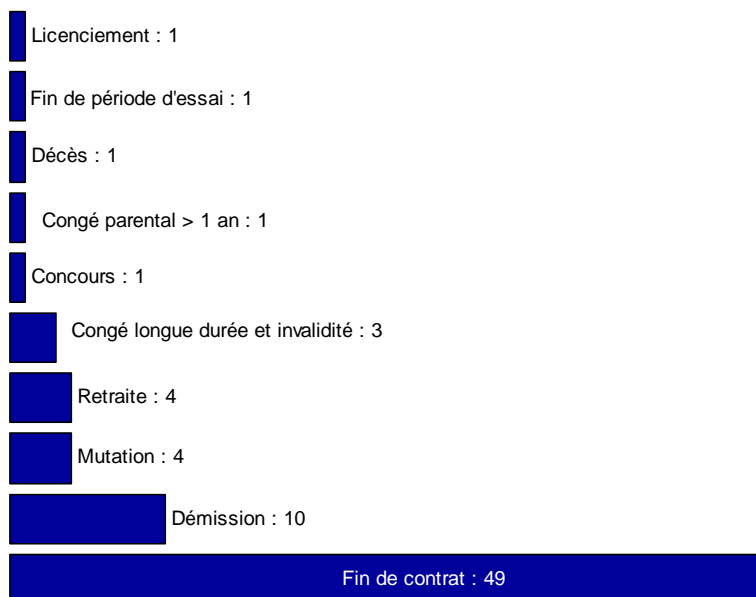 Licenciement : 1
Fin de période d'essai : 1
Décès : 1
Congé parental > 1 an : 1
Concours : 1
Congé longue durée et invalidité : 3
Retraite : 4
Mutation : 4
Démission : 10
Fin de contrat : 49